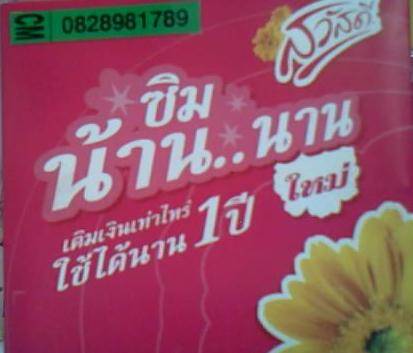 CM 0828981789
สวัสดี
ซิม
น้าน..นาน
ใหม่
เติมเงินเท่าไหร่
ใช้ได้นาน 1 ปี